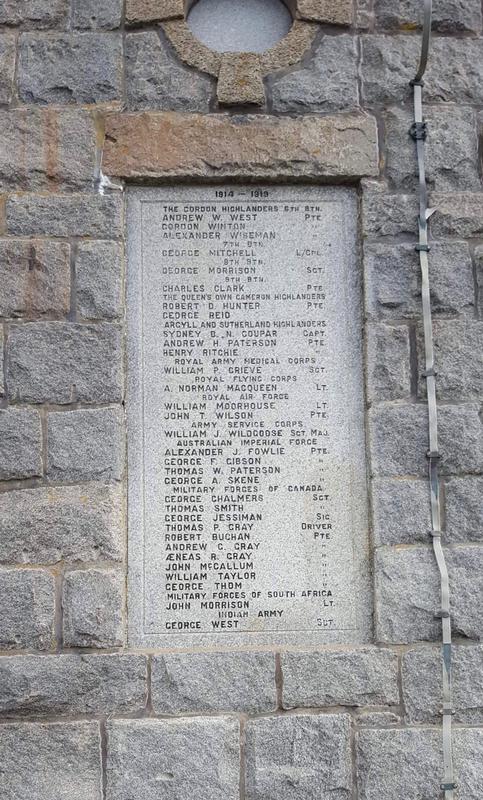 1914 — 1919
THE GORDON HIGHLANDERS 6TH BTN.
ANDREW W. WEST PTE
GORDON WINTON "
ALEXANDER WISEMAN "
7TH BTN.
GEORGE MITCHELL L/CPL
8TH BTN.
GEORGE MORRISON SGT.
9TH BTN.
CHARLES CLARK PTE
THE QUEEN'S OWN CAMERON HIGHLANDERS
ROBERT D. HUNTER PTE.
GEORGE REID "
ARGYLL AND SUTHERLAND HIGHLANDERS
SYDNEY B. N. COUPAR CAPT.
ANDREW H. PATERSON PTE.
HENRY RITCHIE "
ROYAL ARMY MEDICAL CORPS
WILLIAM P. GRIEVE SGT.
ROYAL FLYING CORPS
A. NORMAN MACQUEEN LT.
ROYAL AIR FORCE
WILLIAM MOORHOUSE LT
JOHN T. WILSON PTE.
ARMY SERVICE CORPS
WILLIAM J. WILDGOOSE SGT. MAJ.
AUSTRALIAN IMPERIAL FORCE
ALEXANDER J. FOWLIE PTE.
GEORGE F. GIBSON "
THOMAS W. PATERSON "
GEORGE A. SKENE "
MILITARY FORCES OF CANADA
GEORGE CHALMERS SGT.
THOMAS SMITH "
GEORGE JESSIMAN SIG
THOMAS P. GRAY DRIVER
ROBERT BUCHAN PTE
ANDREW C. GRAY "
ÆNEAS R. GRAY "
JOHN McCALLUM "
WILLIAM TAYLOR "
GEORGE THOM "
MILITARY FORCES OF SOUTH AFRICA
JOHN MORRISON LT.
INDIAN ARMY
GEORGE WEST SGT.